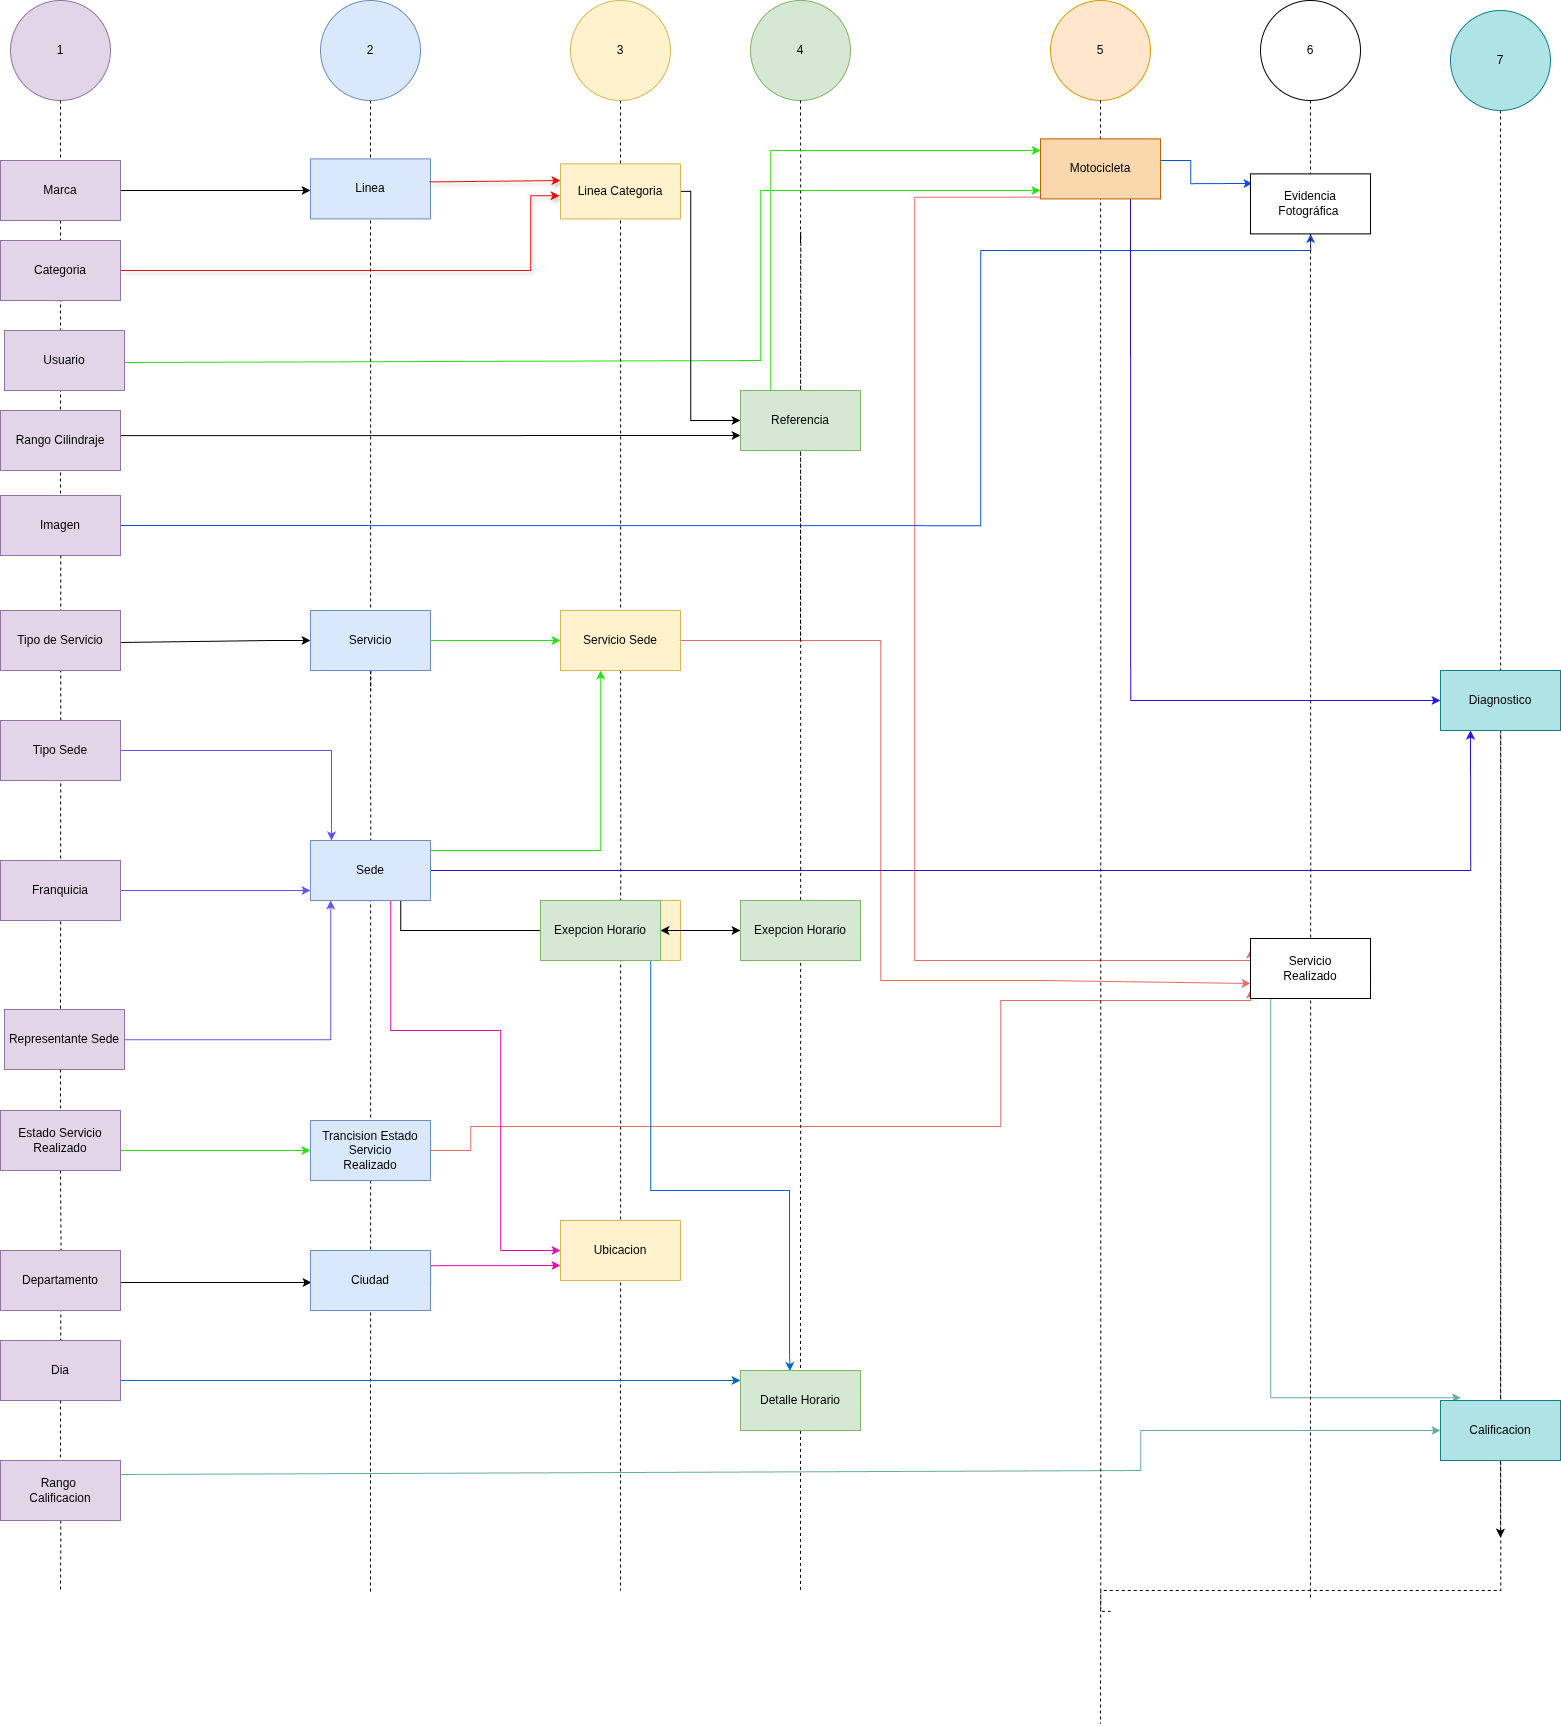 1
2
3
4
5
6
7
Marca
Linea
Linea Categoria
Motocicleta
Evidencia
Fotográfica
Categoria
Usuario
Referencia
Rango Cilindraje
Imagen
Tipo de Servicio
Servicio
Servicio Sede
Diagnostico
Tipo Sede
Sede
Franquicia
Exepcion Horario
Exepcion Horario
Servicio
Realizado
Representante Sede
Estado Servicio
Realizado
Trancision Estado
Servicio
Realizado
Ubicacion
Departamento
Ciudad
Dia
Detalle Horario
Calificacion
Rango
Calificacion